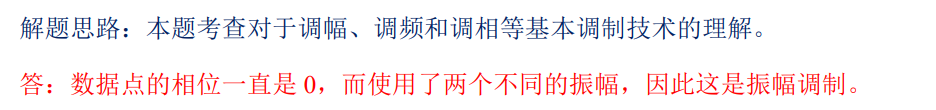 解题思路：本题考查对于调幅、调频和调相等基本调制技术的理解。
答：数据点的相位一直是 0，而使用了两个不同的振幅，因此这是振幅调制。